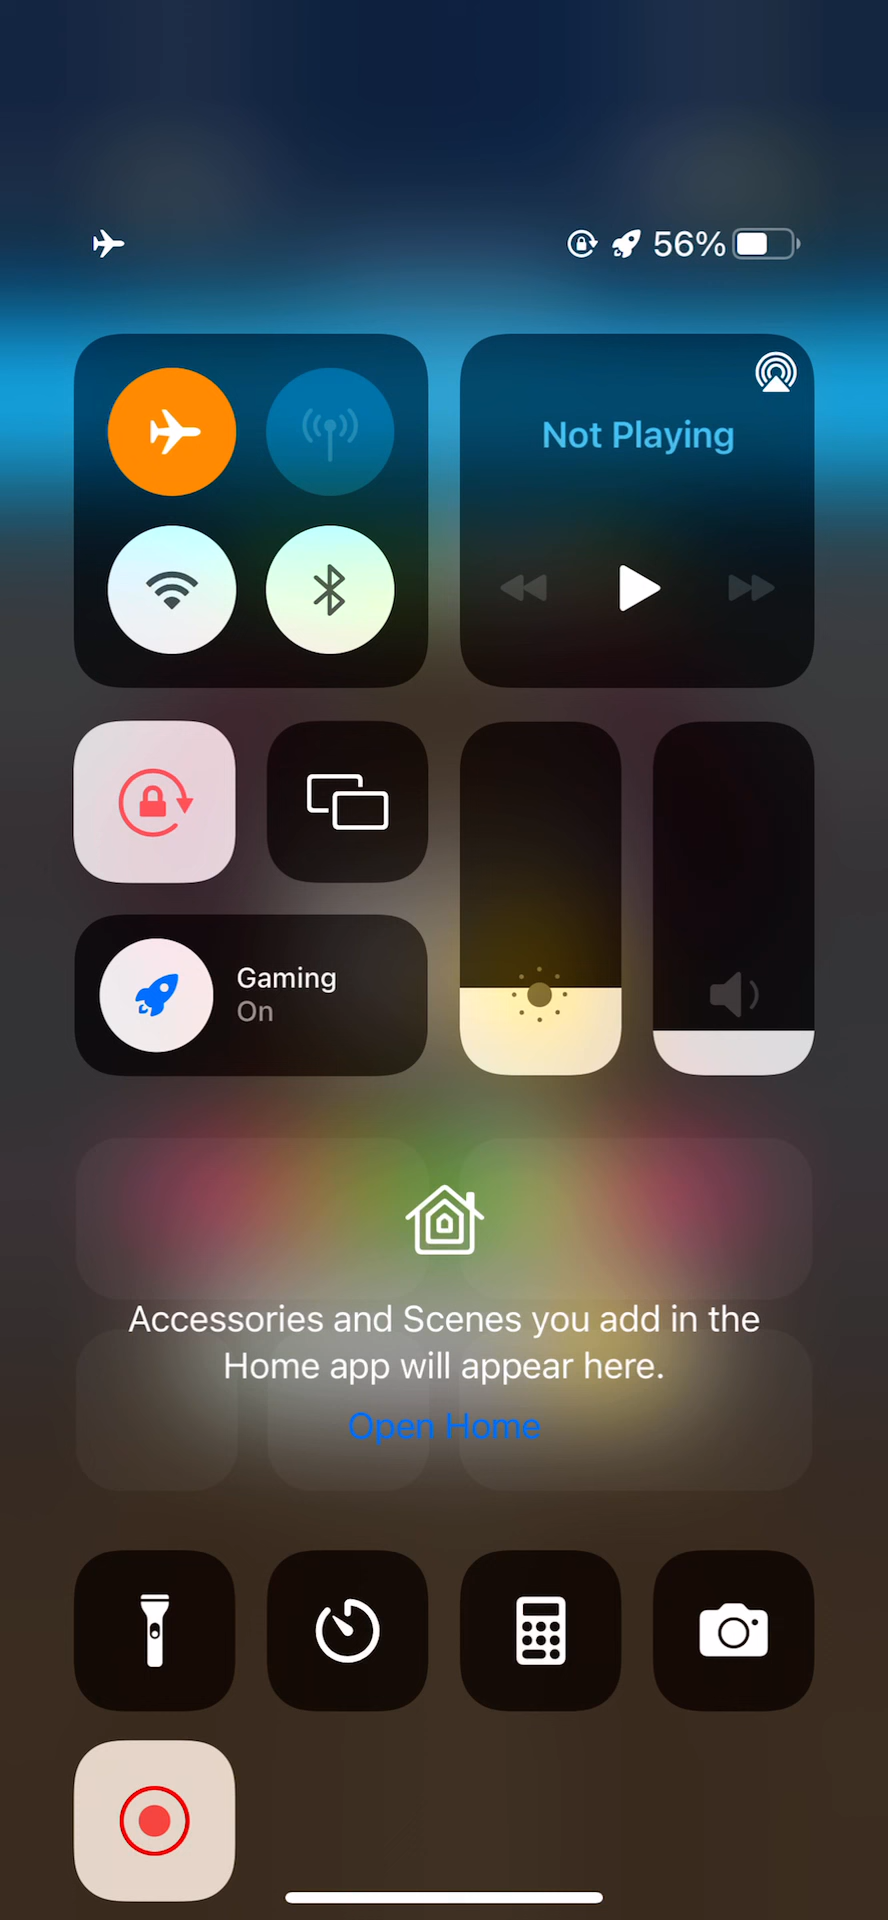 56%
Not Playing
Gaming
On
Accessories and Scenes you add in the
Home app will appear here.
Open Home